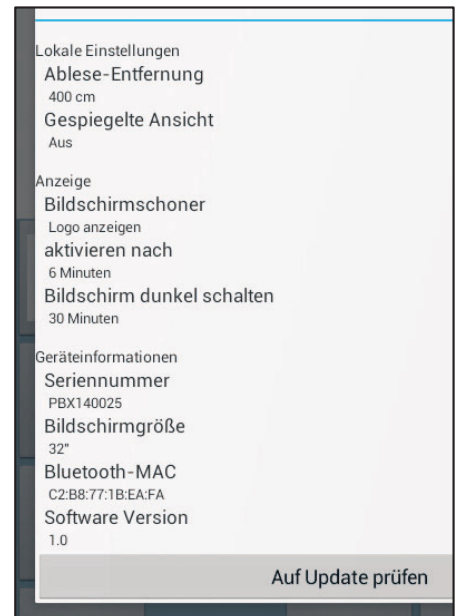 Lokale Einstellungen
Ablese-Entfernung
400 cm
Gespiegelte Ansicht
Aus
Anzeige
Bildschirmschoner
Logo anzeigen
aktivieren nach
6 Minuten
Bildschirm dunkel schalten
30 Minuten
Geräteinformationen
Seriennummer
PBX140025
Bildschirmgröße
32"
Bluetooth-MAC
C2:B8:77:1B:EA:FA
Software Version
1.0
Auf Update prüfen